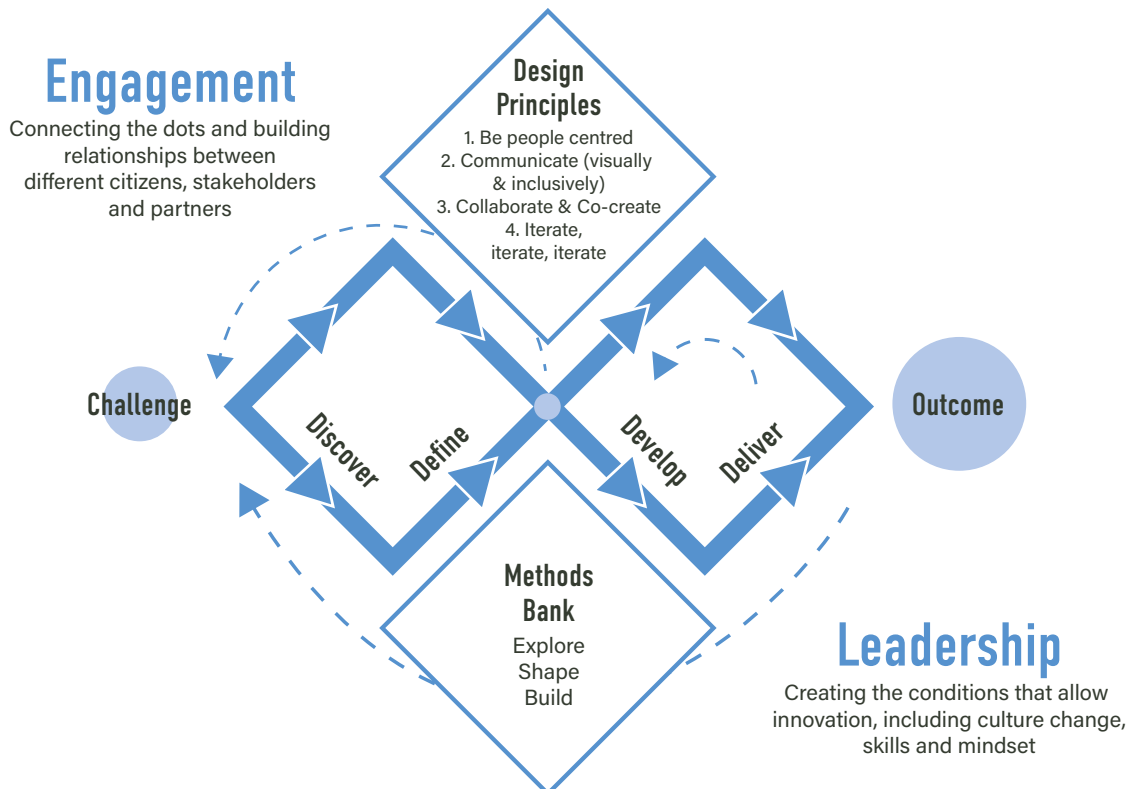 Engagement
Connecting the dots and building
relationships between
different citizens, stakeholders
and partners
Design
Principles
1. Be people centred
2. Communicate (visually
& inclusively)
3. Collaborate & Co-create
4. Iterate,
iterate, iterate
Challenge
Discover
Define
Develop
Deliver
Outcome
Methods
Bank
Explore
Shape
Build
Leadership
Creating the conditions that allow
innovation, including culture change,
skills and mindset